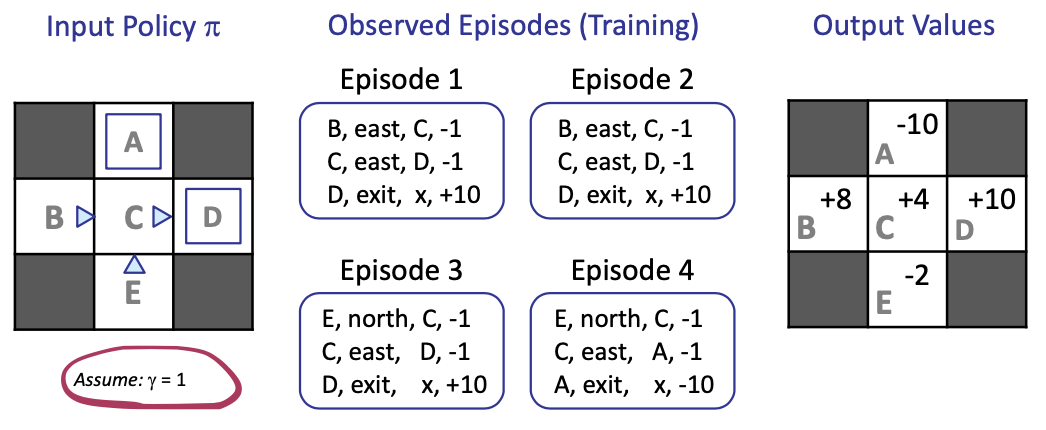 Input Policy π
Observed Episodes (Training)
Output Values
A
B
C
D
E
Assume: γ = 1
Episode 1
B, east, C, -1
C, east, D, -1
D, exit, x, +10
Episode 2
B, east, C, -1
C, east, D, -1
D, exit, x, +10
Episode 3
E, north, C, -1
C, east, D, -1
D, exit, x, +10
Episode 4
E, north, C, -1
C, east, A, -1
A, exit, x, -10
-10
A
+8
B
+4
C
+10
D
-2
E